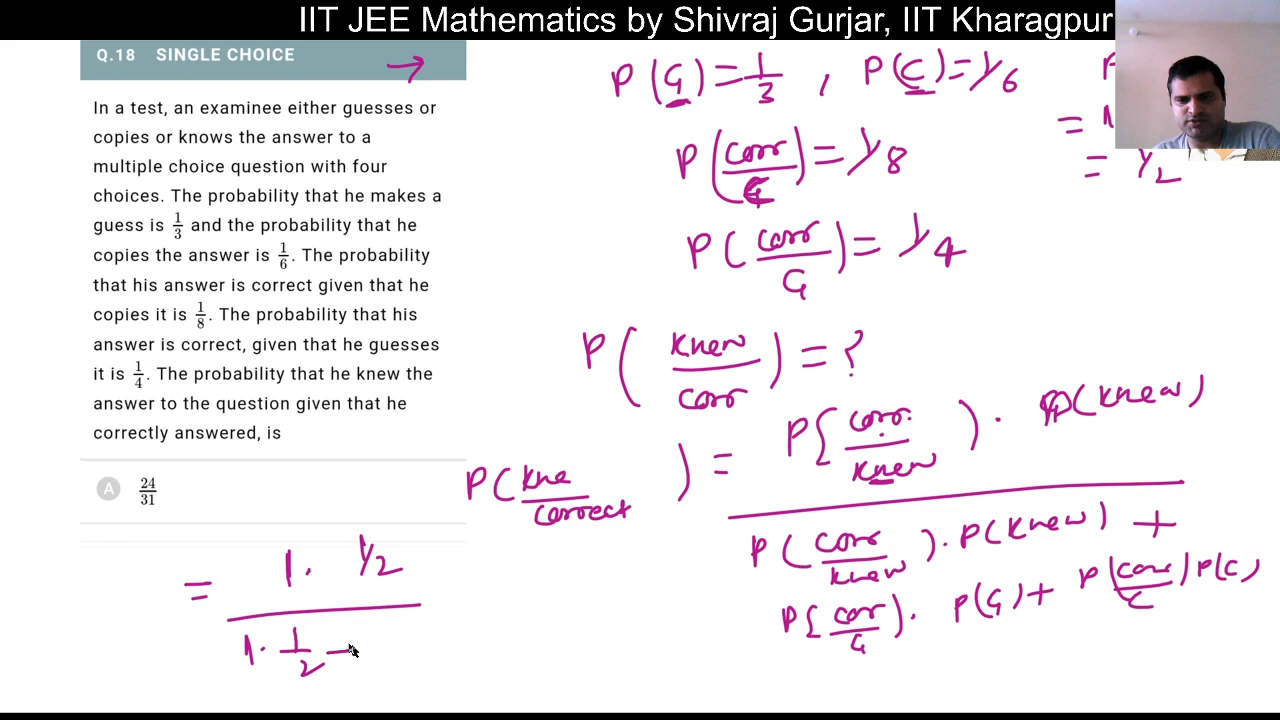 IIT JEE Mathematics by Shivraj Gurjar, IIT Kharagpur
Q.18 SINGLE CHOICE
→
In a test, an examinee either guesses or
copies or knows the answer to a
multiple choice question with four
choices. The probability that he makes a
guess is 1/3 and the probability that he
copies the answer is 1/6. The probability
that his answer is correct given that he
copies it is 1/8. The probability that his
answer is correct, given that he guesses
it is 1/4. The probability that he knew the
answer to the question given that he
correctly answered, is
A 24/31
P(G) = 1/3 , P(C) = 1/6
= 1/2
P(corr/C) = 1/8
P(corr/G) = 1/4
P(knew/corr) = ?
P(kne/correct) = P{corr./knew) . P(knew)
P(corr/knew) . P(knew) +
P{cor/G) . P(G) + P(corr/C) P(C)
= 1. 1/2
1. 1/2